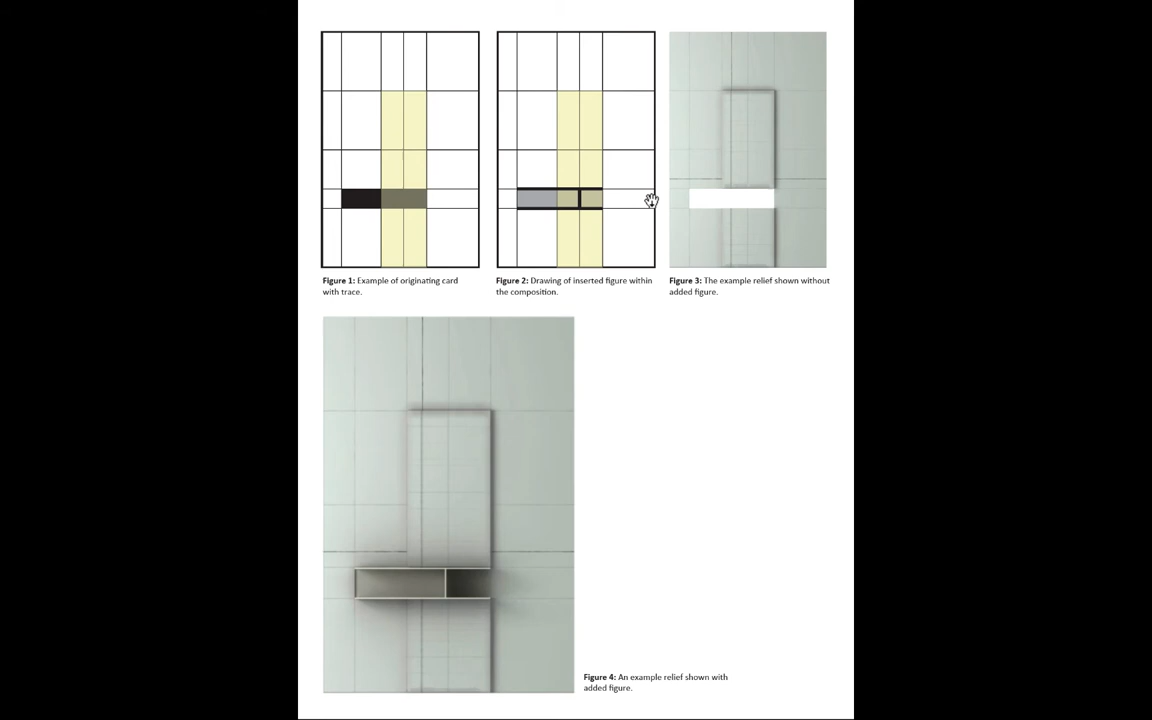 Figure 1: Example of originating card
with trace.
Figure 2: Drawing of inserted figure within
the composition.
Figure 3: The example relief shown without
added figure.
Figure 4: An example relief shown with
added figure.